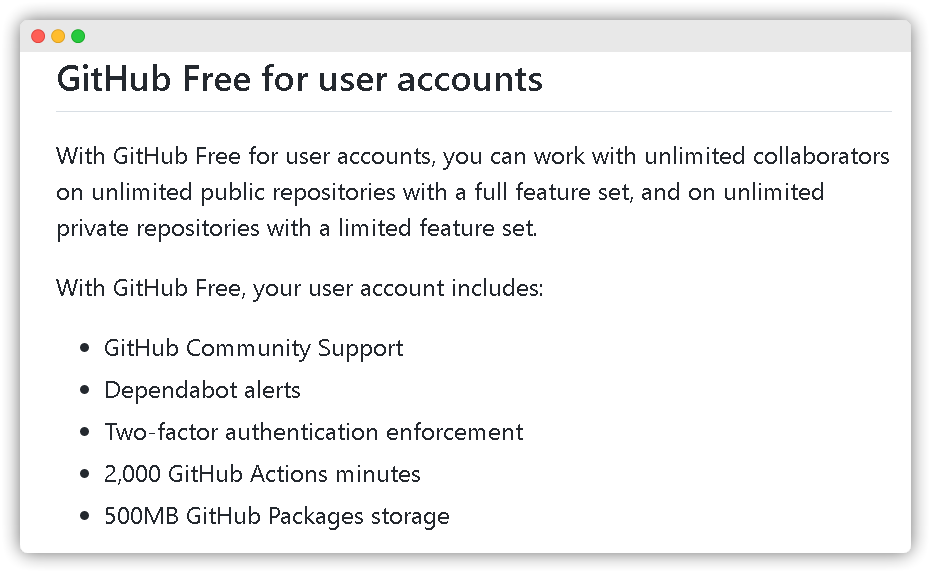 GitHub Free for user accounts
With GitHub Free for user accounts, you can work with unlimited collaborators
on unlimited public repositories with a full feature set, and on unlimited
private repositories with a limited feature set.
With GitHub Free, your user account includes:
• GitHub Community Support
• Dependabot alerts
• Two-factor authentication enforcement
• 2,000 GitHub Actions minutes
• 500MB GitHub Packages storage